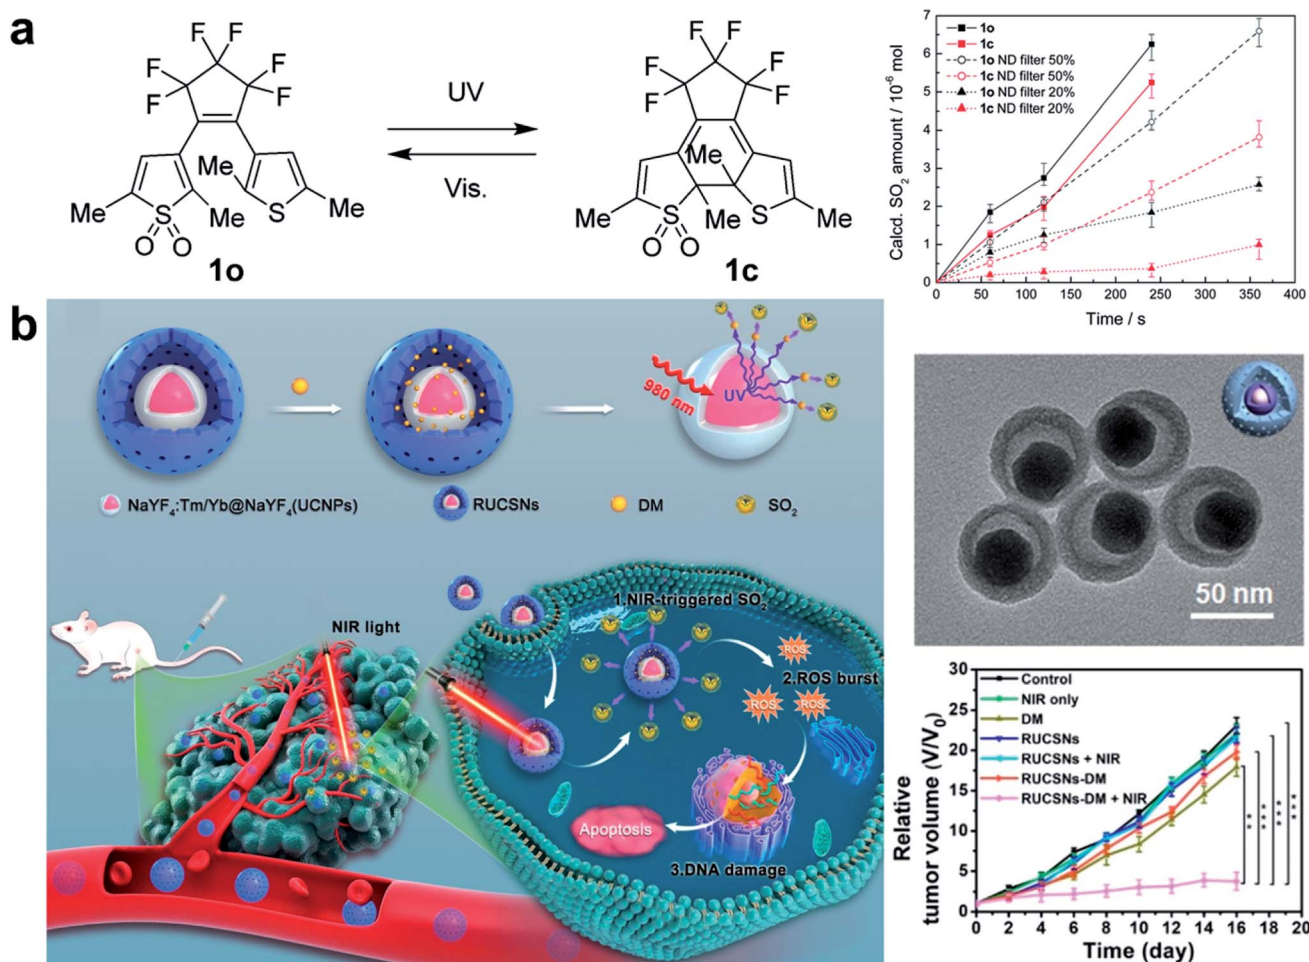 a
F F
F F
F F
Me
Me
Me
Me
S
S
O O
1o
UV
Vis.
F F
F F
F F
Me
Me
Me
Me
S
S
O O
1c
Calcd. SO₂ amount / 10⁻⁶ mol
7
6
5
4
3
2
1
0
1o
1c
1o ND filter 50%
1c ND filter 50%
1o ND filter 20%
1c ND filter 20%
0 50 100 150 200 250 300 350 400
Time / s
b
980 nm
UV
NaYF₄:Tm/Yb@NaYF₄(UCNPs)
RUCSNs
DM
SO₂
NIR light
1.NIR-triggered SO₂
ROS
2.ROS burst
ROS
ROS
Apoptosis
3.DNA damage
50 nm
Relative
tumor volume (V/V₀)
30
25
20
15
10
5
0
Control
NIR only
DM
RUCSNs
RUCSNs + NIR
RUCSNs-DM
RUCSNs-DM + NIR
**
***
***
***
0 2 4 6 8 10 12 14 16 18 20
Time (day)